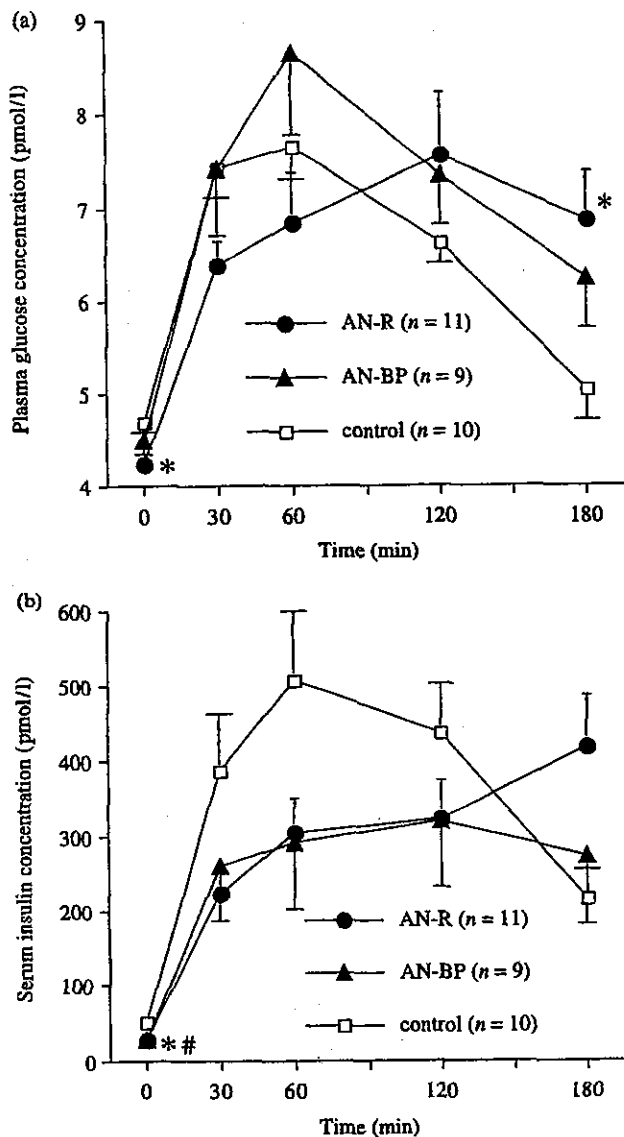 (a)
9
8
7
6
5
4
Plasma glucose concentration (pmol/l)
*
*
AN-R (n = 11)
AN-BP (n = 9)
control (n = 10)
0 30 60 120 180
Time (min)
(b)
600
500
400
300
200
100
0
Serum insulin concentration (pmol/l)
AN-R (n = 11)
AN-BP (n = 9)
control (n = 10)
* #
0 30 60 120 180
Time (min)